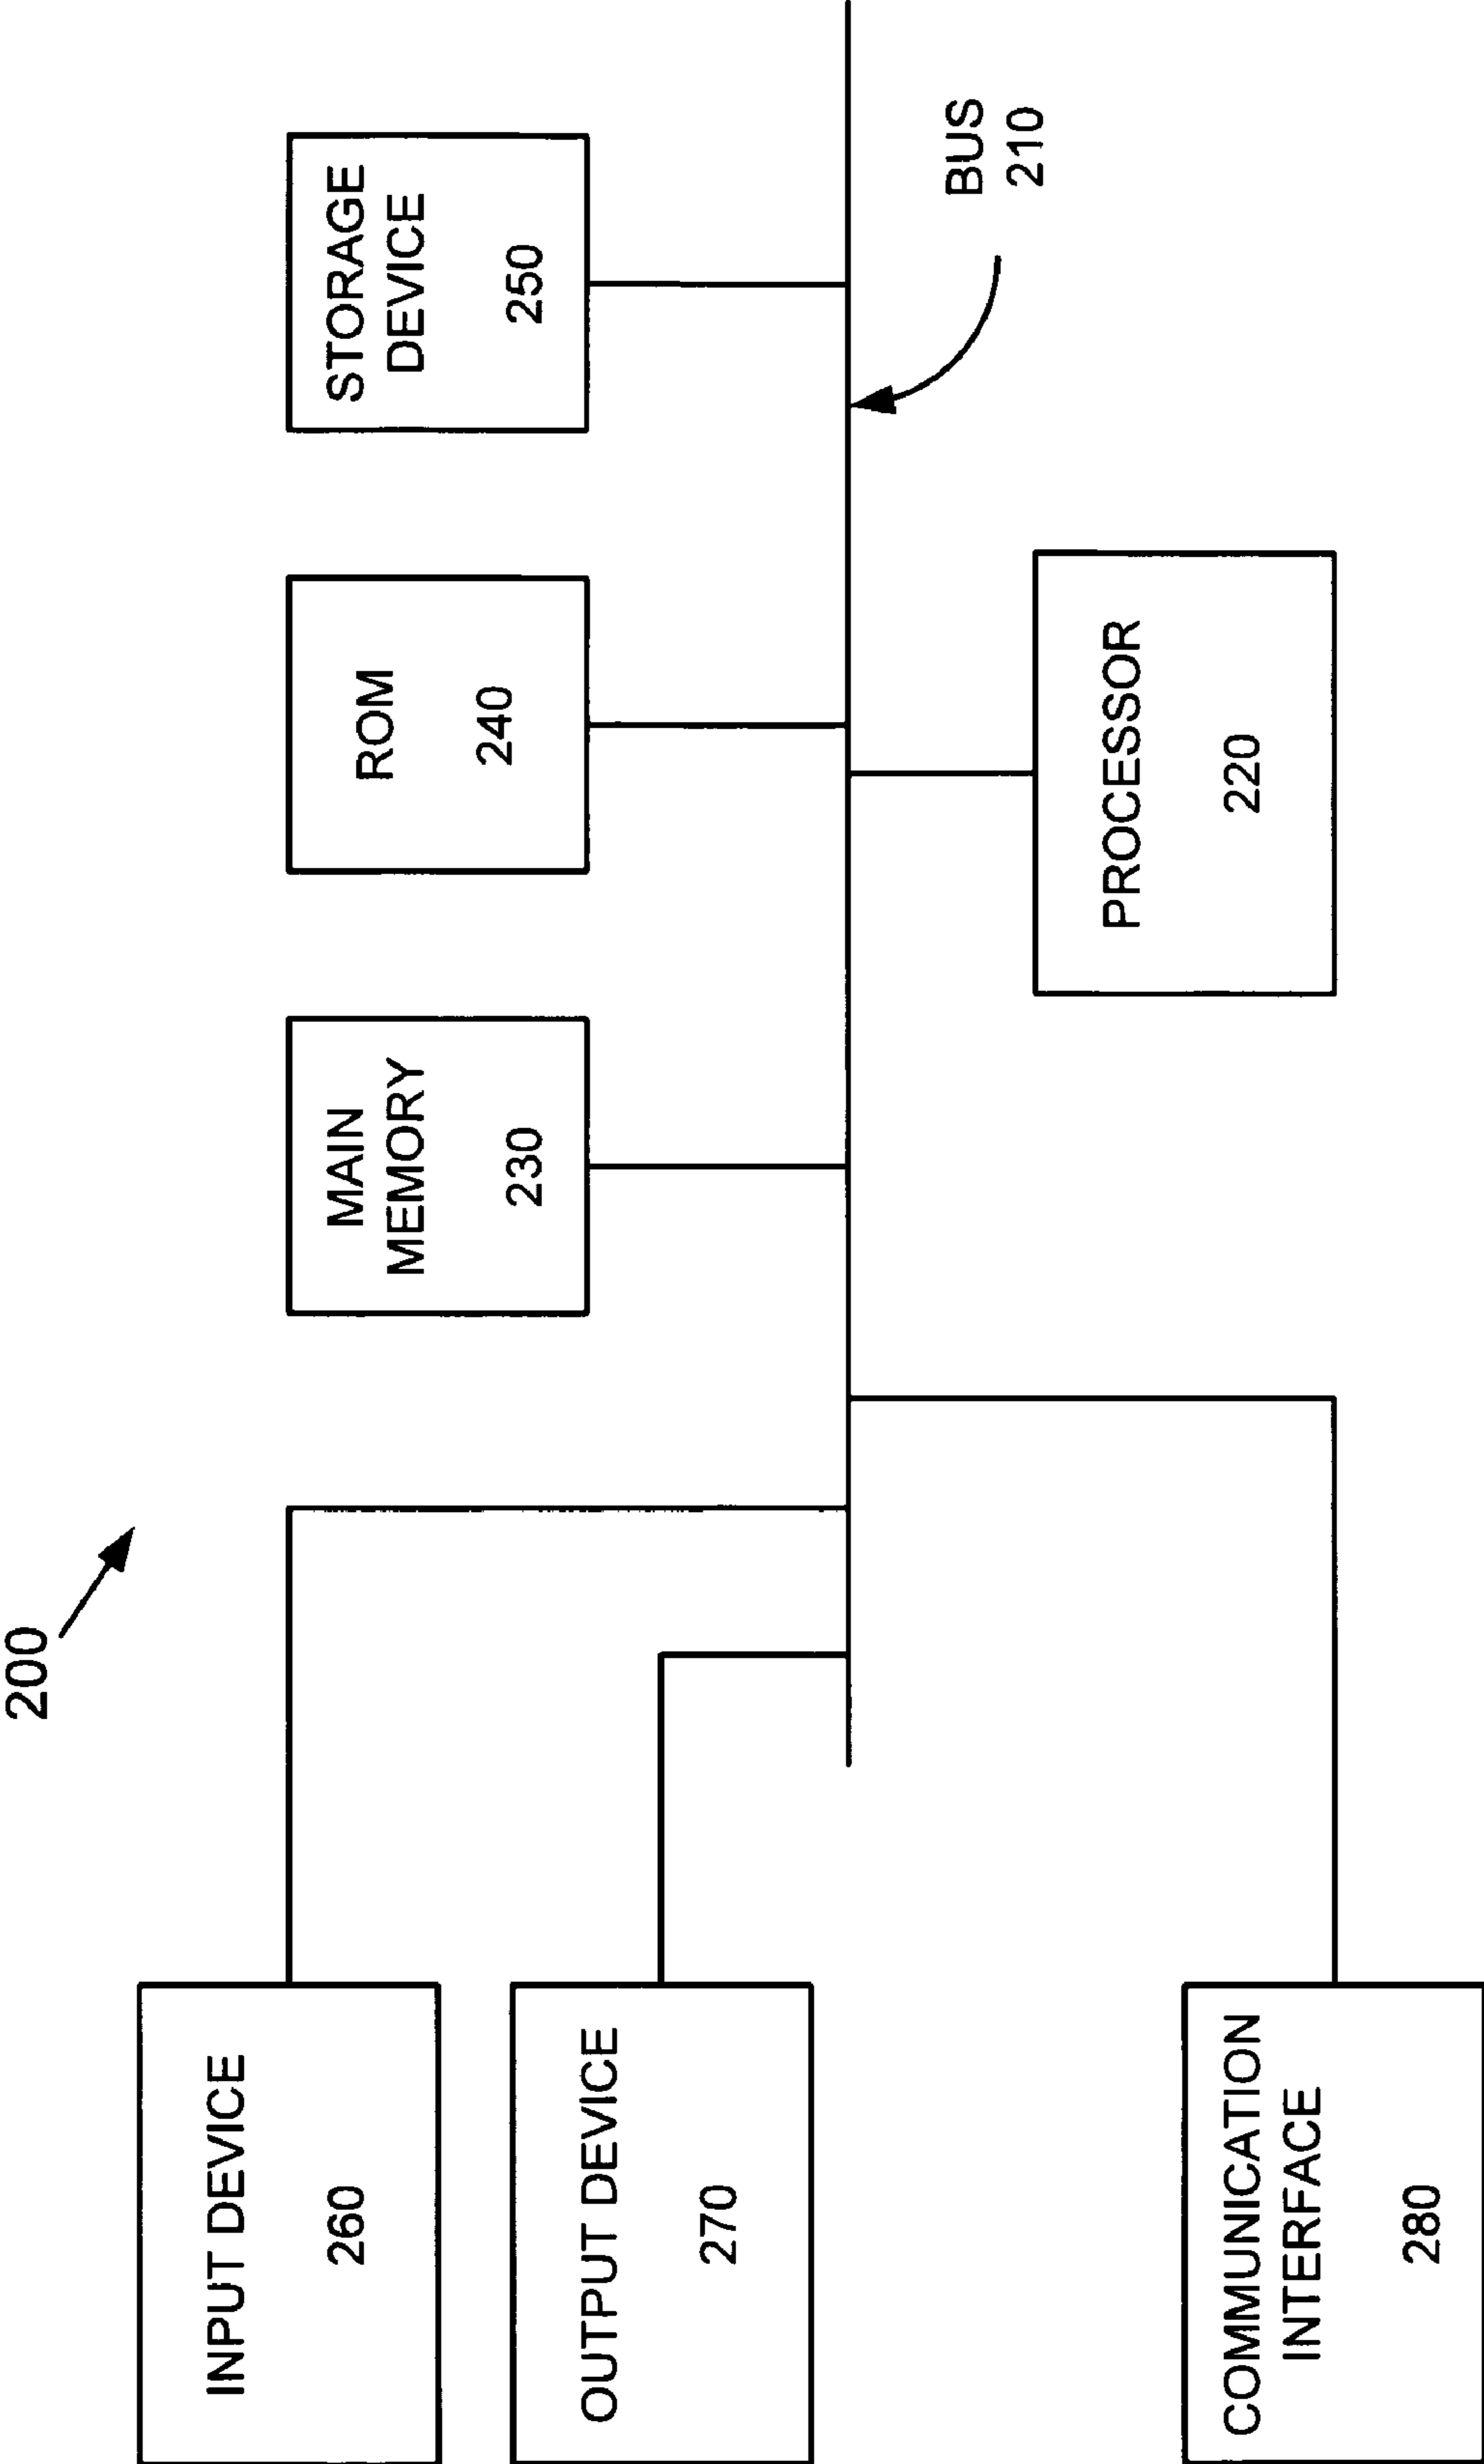 200
INPUT DEVICE
260
OUTPUT DEVICE
270
COMMUNICATION
INTERFACE
280
MAIN
MEMORY
230
ROM
240
STORAGE
DEVICE
250
PROCESSOR
220
BUS
210